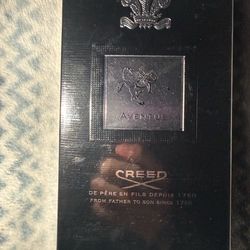 AVENTUS
CREED
DE PÈRE EN FILS DEPUIS 1760
FROM FATHER TO SON SINCE 1760